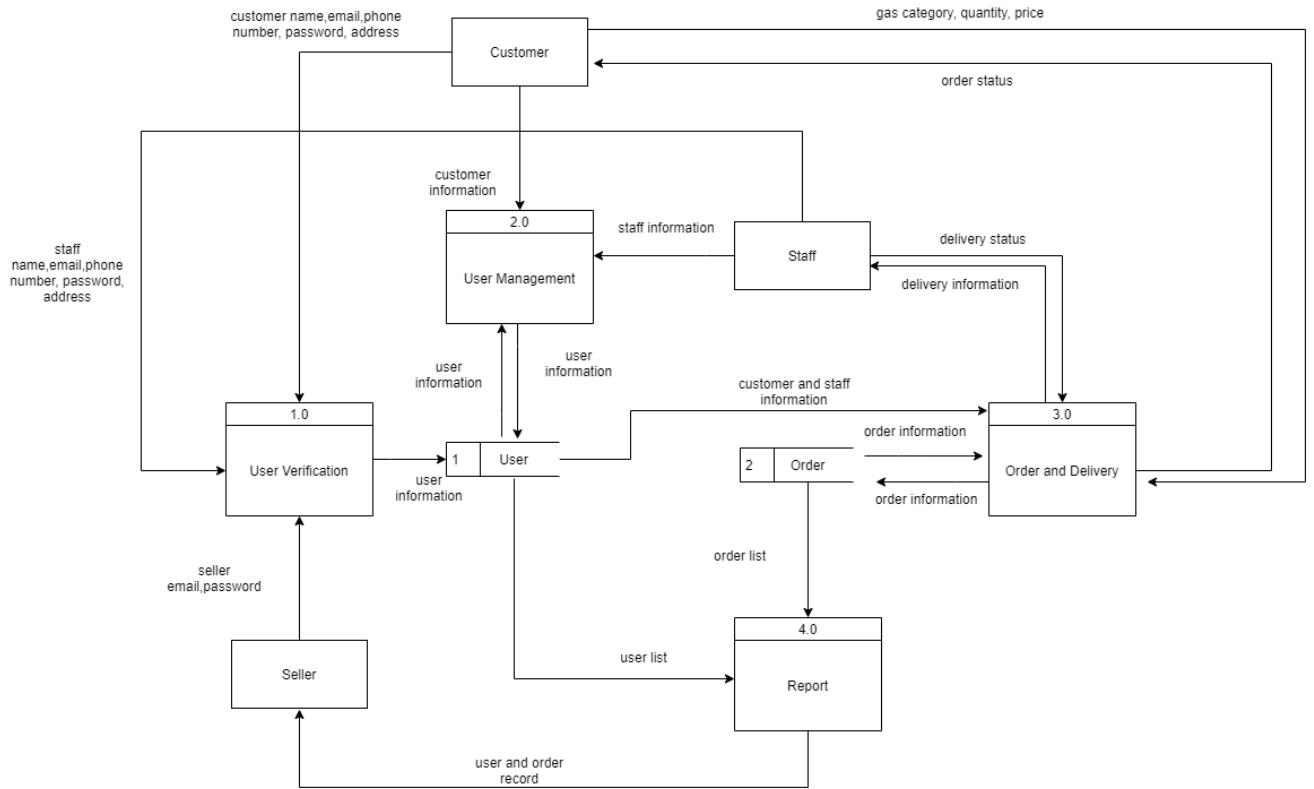 customer name,email,phone
number, password, address
Customer
gas category, quantity, price
order status
customer
information
2.0
User Management
staff information
Staff
delivery status
delivery information
staff
name,email,phone
number, password,
address
user
information
user
information
customer and staff
information
1.0
User Verification
user
information
1
User
2
Order
order information
order information
3.0
Order and Delivery
seller
email,password
order list
4.0
Report
user list
Seller
user and order
record